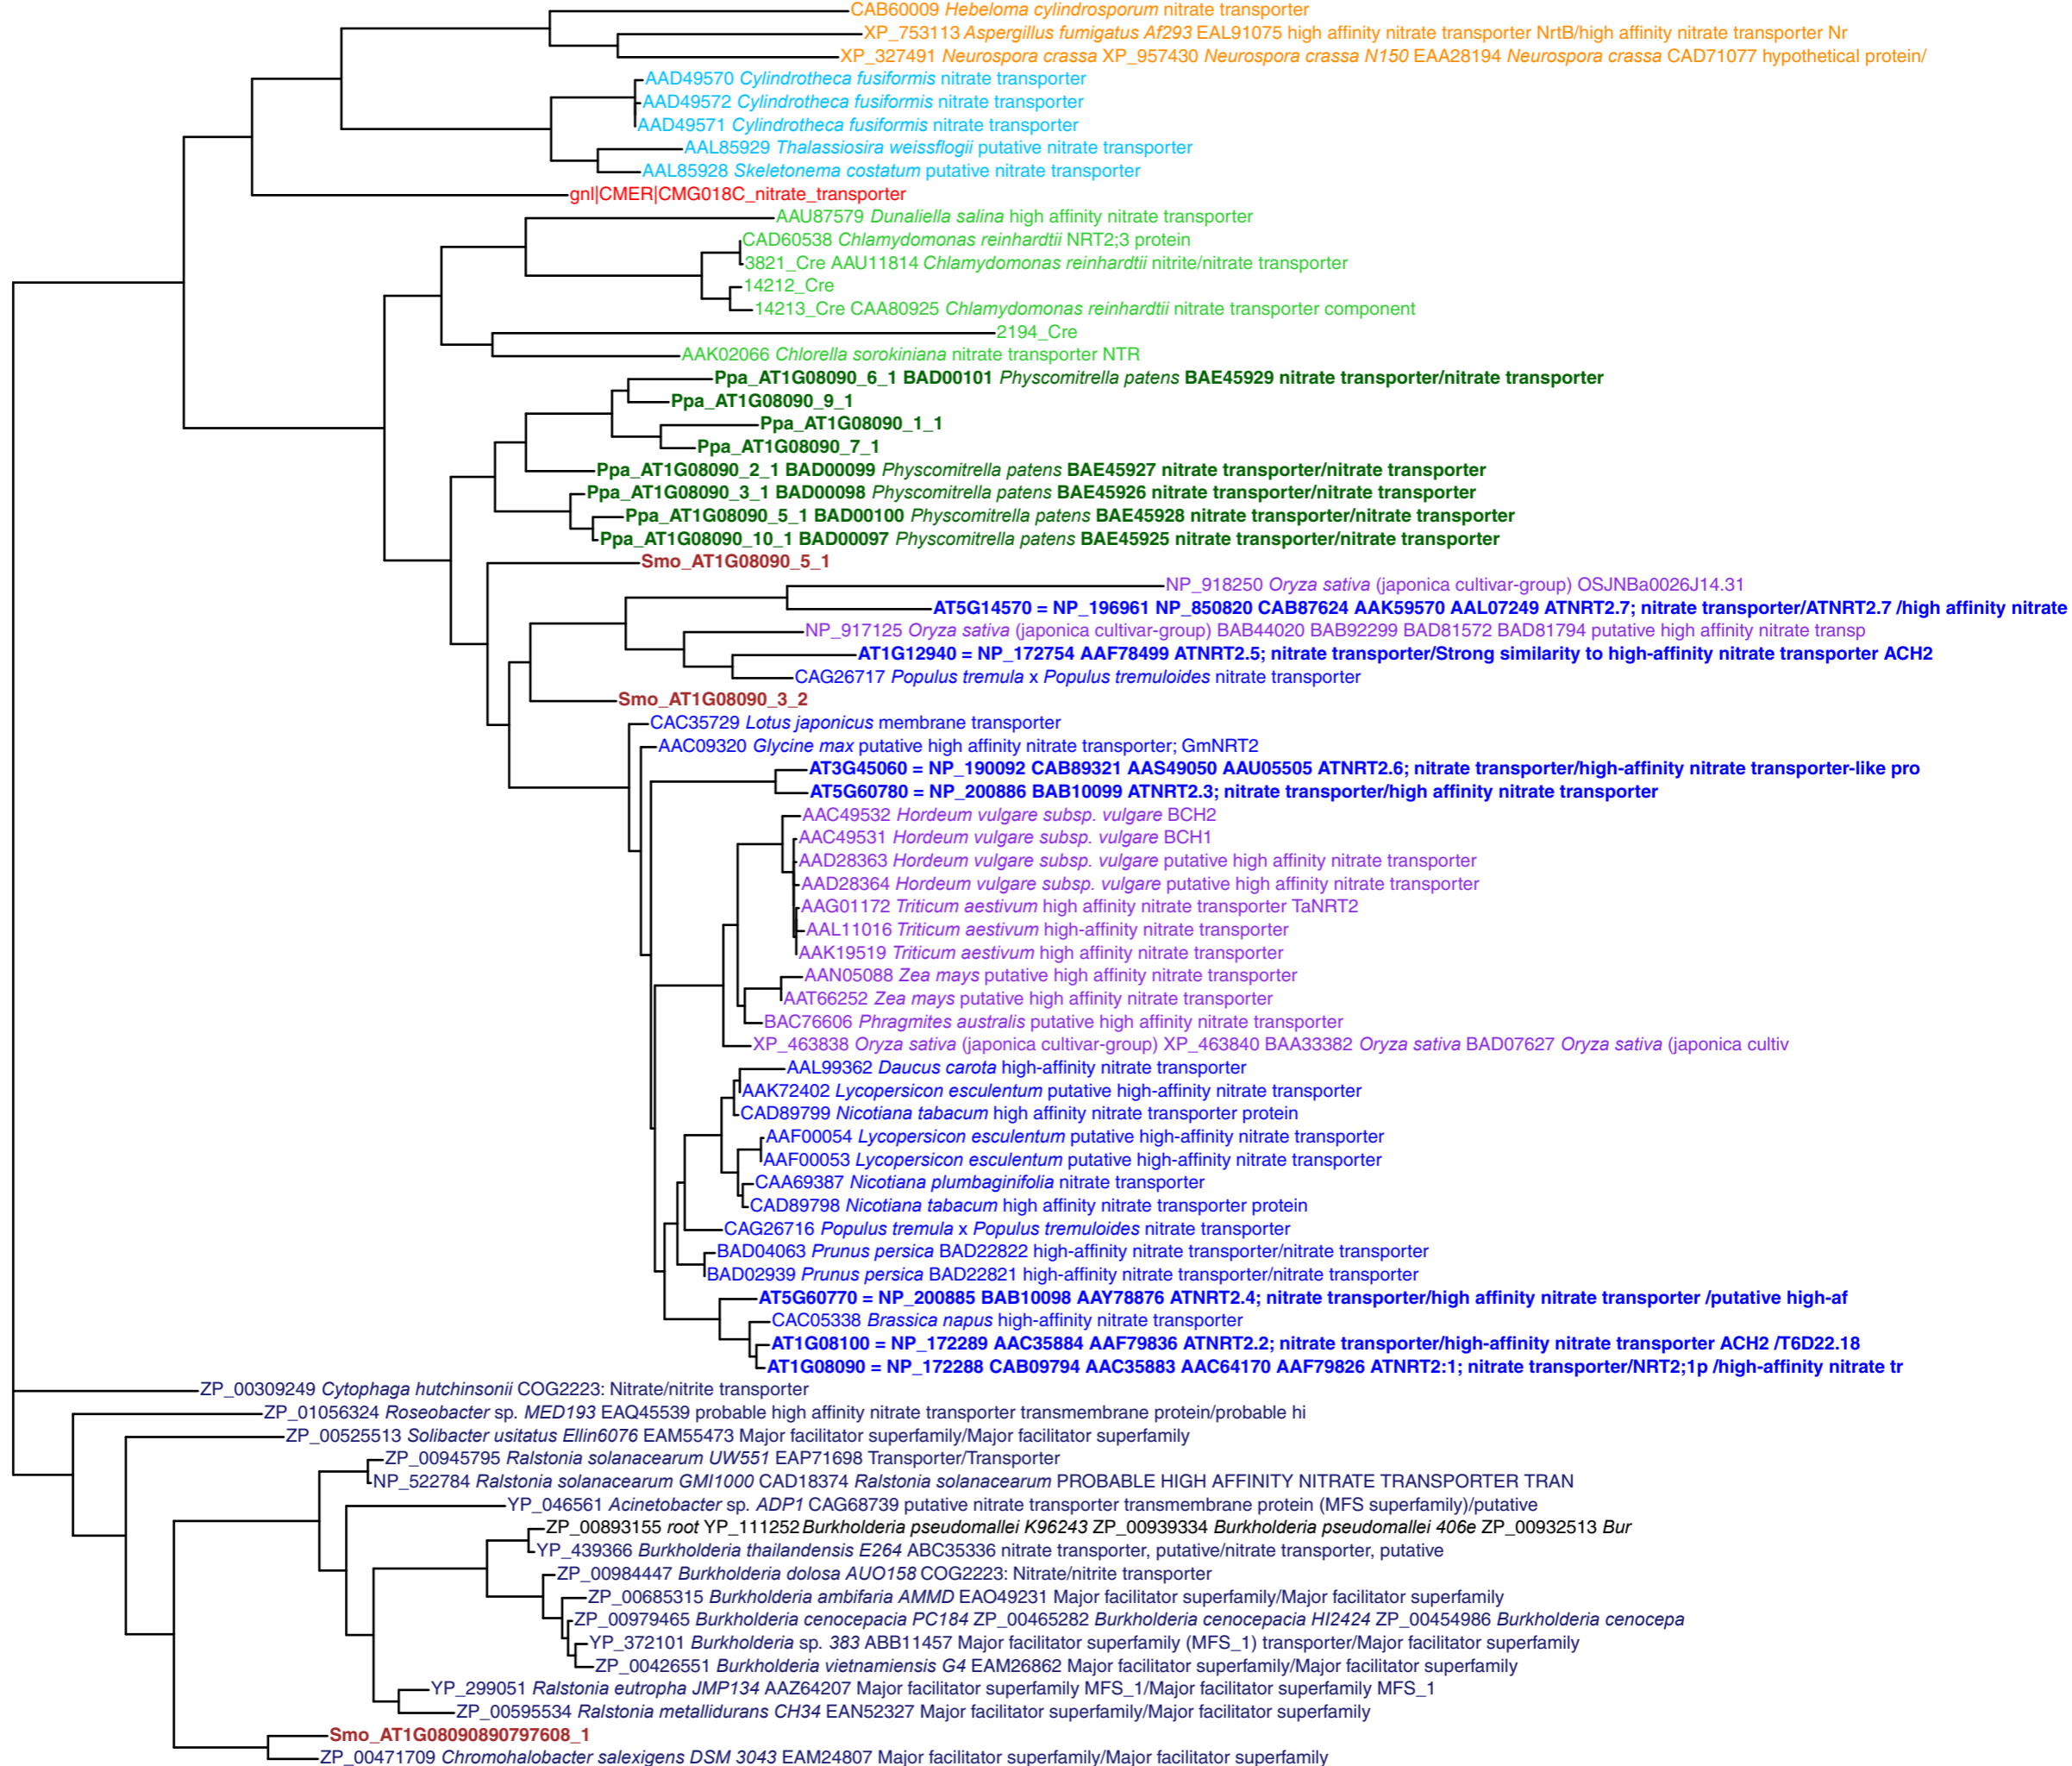 CAB60009 Hebeloma cylindrosporum nitrate transporter
XP_753113 Aspergillus fumigatus Af293 EAL91075 high affinity nitrate transporter NrtB/high affinity nitrate transporter Nr
XP_327491 Neurospora crassa XP_957430 Neurospora crassa N150 EAA28194 Neurospora crassa CAD71077 hypothetical protein/
AAD49570 Cylindrotheca fusiformis nitrate transporter
AAD49572 Cylindrotheca fusiformis nitrate transporter
AAD49571 Cylindrotheca fusiformis nitrate transporter
AAL85929 Thalassiosira weissflogii putative nitrate transporter
AAL85928 Skeletonema costatum putative nitrate transporter
gnl|CMER|CMG018C_nitrate_transporter
AAU87579 Dunaliella salina high affinity nitrate transporter
CAD60538 Chlamydomonas reinhardtii NRT2;3 protein
3821_Cre AAU11814 Chlamydomonas reinhardtii nitrite/nitrate transporter
14212_Cre
14213_Cre CAA80925 Chlamydomonas reinhardtii nitrate transporter component
2194_Cre
AAK02066 Chlorella sorokiniana nitrate transporter NTR
Ppa_AT1G08090_6_1 BAD00101 Physcomitrella patens BAE45929 nitrate transporter/nitrate transporter
Ppa_AT1G08090_9_1
Ppa_AT1G08090_1_1
Ppa_AT1G08090_7_1
Ppa_AT1G08090_2_1 BAD00099 Physcomitrella patens BAE45927 nitrate transporter/nitrate transporter
Ppa_AT1G08090_3_1 BAD00098 Physcomitrella patens BAE45926 nitrate transporter/nitrate transporter
Ppa_AT1G08090_5_1 BAD00100 Physcomitrella patens BAE45928 nitrate transporter/nitrate transporter
Ppa_AT1G08090_10_1 BAD00097 Physcomitrella patens BAE45925 nitrate transporter/nitrate transporter
Smo_AT1G08090_5_1
NP_918250 Oryza sativa (japonica cultivar-group) OSJNBa0026J14.31
AT5G14570 = NP_196961 NP_850820 CAB87624 AAK59570 AAL07249 ATNRT2.7; nitrate transporter/ATNRT2.7 /high affinity nitrate
NP_917125 Oryza sativa (japonica cultivar-group) BAB44020 BAB92299 BAD81572 BAD81794 putative high affinity nitrate transp
AT1G12940 = NP_172754 AAF78499 ATNRT2.5; nitrate transporter/Strong similarity to high-affinity nitrate transporter ACH2
CAG26717 Populus tremula x Populus tremuloides nitrate transporter
Smo_AT1G08090_3_2
CAC35729 Lotus japonicus membrane transporter
AAC09320 Glycine max putative high affinity nitrate transporter; GmNRT2
AT3G45060 = NP_190092 CAB89321 AAS49050 AAU05505 ATNRT2.6; nitrate transporter/high-affinity nitrate transporter-like pro
AT5G60780 = NP_200886 BAB10099 ATNRT2.3; nitrate transporter/high affinity nitrate transporter
AAC49532 Hordeum vulgare subsp. vulgare BCH2
AAC49531 Hordeum vulgare subsp. vulgare BCH1
AAD28363 Hordeum vulgare subsp. vulgare putative high affinity nitrate transporter
AAD28364 Hordeum vulgare subsp. vulgare putative high affinity nitrate transporter
AAG01172 Triticum aestivum high affinity nitrate transporter TaNRT2
AAL11016 Triticum aestivum high-affinity nitrate transporter
AAK19519 Triticum aestivum high affinity nitrate transporter
AAN05088 Zea mays putative high affinity nitrate transporter
AAT66252 Zea mays putative high affinity nitrate transporter
BAC76606 Phragmites australis putative high affinity nitrate transporter
XP_463838 Oryza sativa (japonica cultivar-group) XP_463840 BAA33382 Oryza sativa BAD07627 Oryza sativa (japonica cultiv
AAL99362 Daucus carota high-affinity nitrate transporter
AAK72402 Lycopersicon esculentum putative high-affinity nitrate transporter
CAD89799 Nicotiana tabacum high affinity nitrate transporter protein
AAF00054 Lycopersicon esculentum putative high-affinity nitrate transporter
AAF00053 Lycopersicon esculentum putative high-affinity nitrate transporter
CAA69387 Nicotiana plumbaginifolia nitrate transporter
CAD89798 Nicotiana tabacum high affinity nitrate transporter protein
CAG26716 Populus tremula x Populus tremuloides nitrate transporter
BAD04063 Prunus persica BAD22822 high-affinity nitrate transporter/nitrate transporter
BAD02939 Prunus persica BAD22821 high-affinity nitrate transporter/nitrate transporter
AT5G60770 = NP_200885 BAB10098 AAY78876 ATNRT2.4; nitrate transporter/high affinity nitrate transporter /putative high-af
CAC05338 Brassica napus high-affinity nitrate transporter
AT1G08100 = NP_172289 AAC35884 AAF79836 ATNRT2.2; nitrate transporter/high-affinity nitrate transporter ACH2 /T6D22.18
AT1G08090 = NP_172288 CAB09794 AAC35883 AAC64170 AAF79826 ATNRT2:1; nitrate transporter/NRT2;1p /high-affinity nitrate tr
ZP_00309249 Cytophaga hutchinsonii COG2223: Nitrate/nitrite transporter
ZP_01056324 Roseobacter sp. MED193 EAQ45539 probable high affinity nitrate transporter transmembrane protein/probable hi
ZP_00525513 Solibacter usitatus Ellin6076 EAM55473 Major facilitator superfamily/Major facilitator superfamily
ZP_00945795 Ralstonia solanacearum UW551 EAP71698 Transporter/Transporter
NP_522784 Ralstonia solanacearum GMI1000 CAD18374 Ralstonia solanacearum PROBABLE HIGH AFFINITY NITRATE TRANSPORTER TRAN
YP_046561 Acinetobacter sp. ADP1 CAG68739 putative nitrate transporter transmembrane protein (MFS superfamily)/putative
ZP_00893155 root YP_111252 Burkholderia pseudomallei K96243 ZP_00939334 Burkholderia pseudomallei 406e ZP_00932513 Bur
YP_439366 Burkholderia thailandensis E264 ABC35336 nitrate transporter, putative/nitrate transporter, putative
ZP_00984447 Burkholderia dolosa AUO158 COG2223: Nitrate/nitrite transporter
ZP_00685315 Burkholderia ambifaria AMMD EAO49231 Major facilitator superfamily/Major facilitator superfamily
ZP_00979465 Burkholderia cenocepacia PC184 ZP_00465282 Burkholderia cenocepacia HI2424 ZP_00454986 Burkholderia cenocepa
YP_372101 Burkholderia sp. 383 ABB11457 Major facilitator superfamily (MFS_1) transporter/Major facilitator superfamily
ZP_00426551 Burkholderia vietnamiensis G4 EAM26862 Major facilitator superfamily/Major facilitator superfamily
YP_299051 Ralstonia eutropha JMP134 AAZ64207 Major facilitator superfamily MFS_1/Major facilitator superfamily MFS_1
ZP_00595534 Ralstonia metallidurans CH34 EAN52327 Major facilitator superfamily/Major facilitator superfamily
Smo_AT1G08090890797608_1
ZP_00471709 Chromohalobacter salexigens DSM 3043 EAM24807 Major facilitator superfamily/Major facilitator superfamily